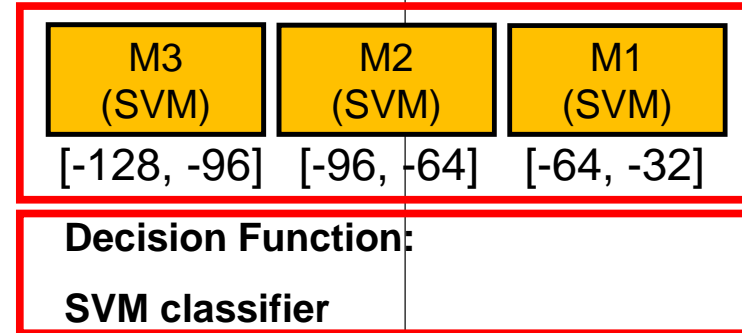 M3 M2 M1
(SVM) (SVM) (SVM)
[-128, -96] [-96, -64] [-64, -32]
Decision Function:
SVM classifier